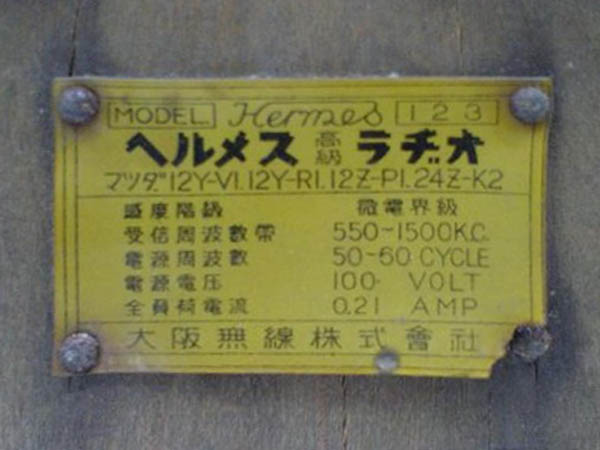 MODEL Hermes 123
ヘルメス 高級 ラヂオ
マツダ 12Y-V1.12Y-R1.12Z-P1.24Z-K2
感度階級 微電界級
受信周波數帶 550~1500K.C.
電源周波數 50-60 CYCLE
電源電圧 100 VOLT
全負荷電流 0.21 AMP
大阪無線株式會社